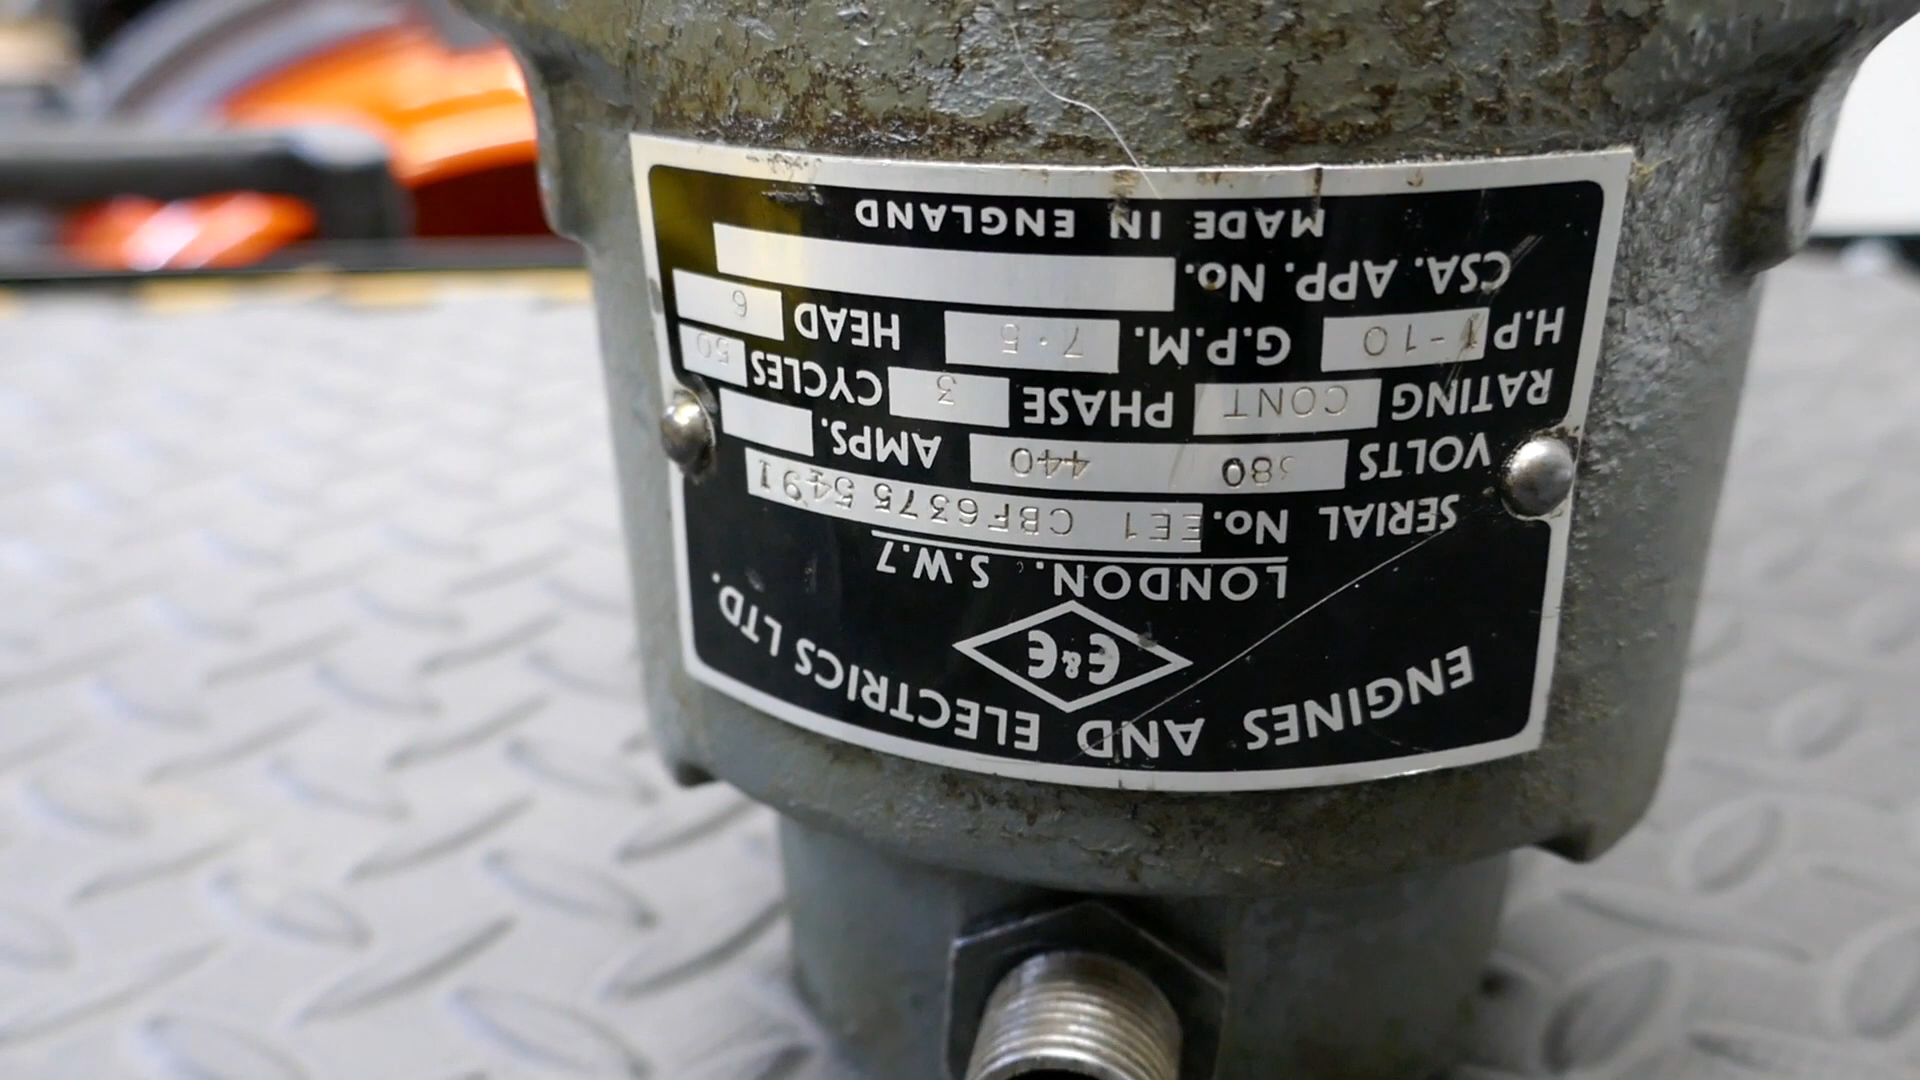 ENGINES AND ELECTRICS LTD.
E&E
LONDON. S.W.7
SERIAL No. EE1 CBF6375 5491
VOLTS 380 440 AMPS.
RATING CONT PHASE 3 CYCLES 50
H.P 1-10 G.P.M. 7.5 HEAD 6
CSA. APP. No.
MADE IN ENGLAND